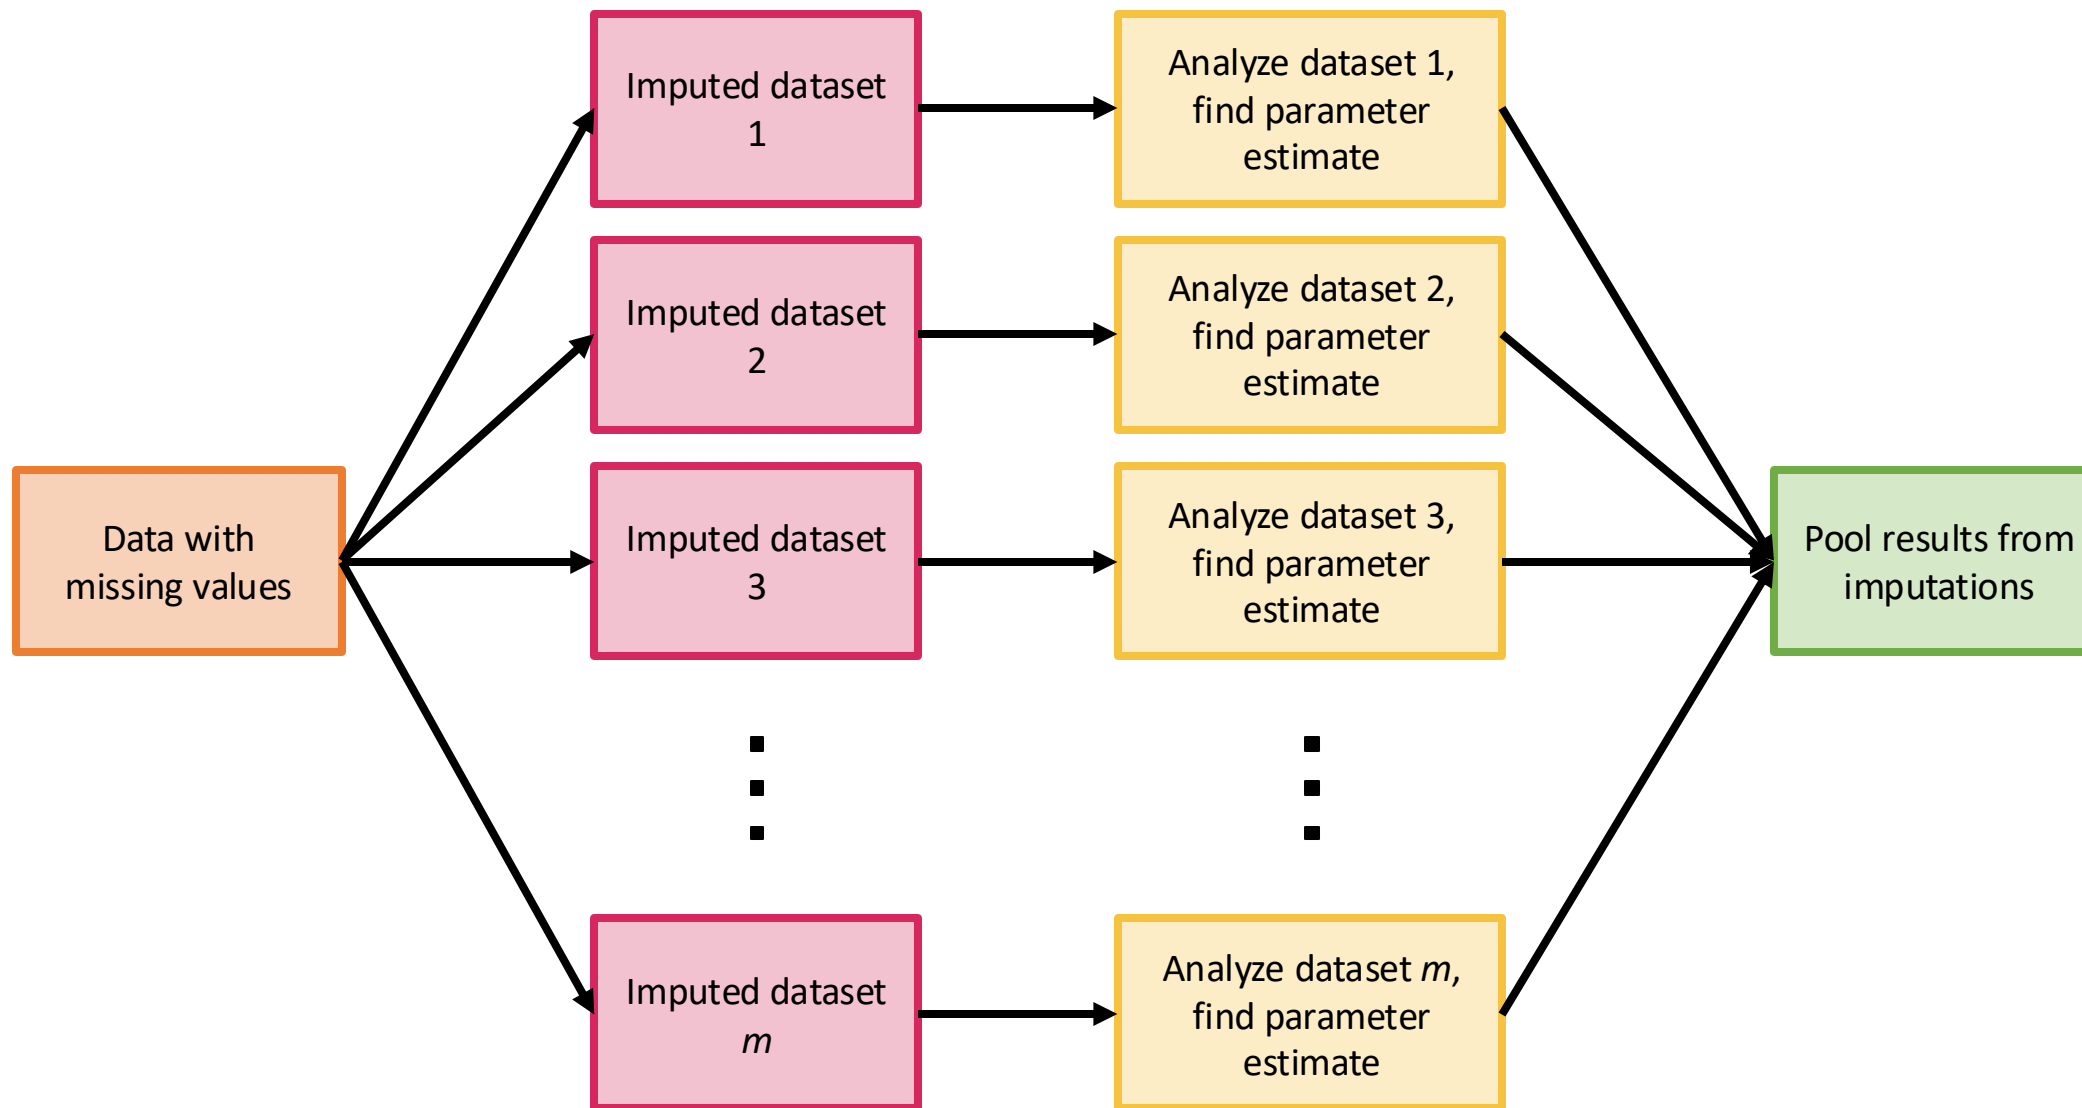 Data with
missing values
Imputed dataset
1
Imputed dataset
2
Imputed dataset
3
Imputed dataset
m
Analyze dataset 1,
find parameter
estimate
Analyze dataset 2,
find parameter
estimate
Analyze dataset 3,
find parameter
estimate
Analyze dataset m,
find parameter
estimate
Pool results from
imputations